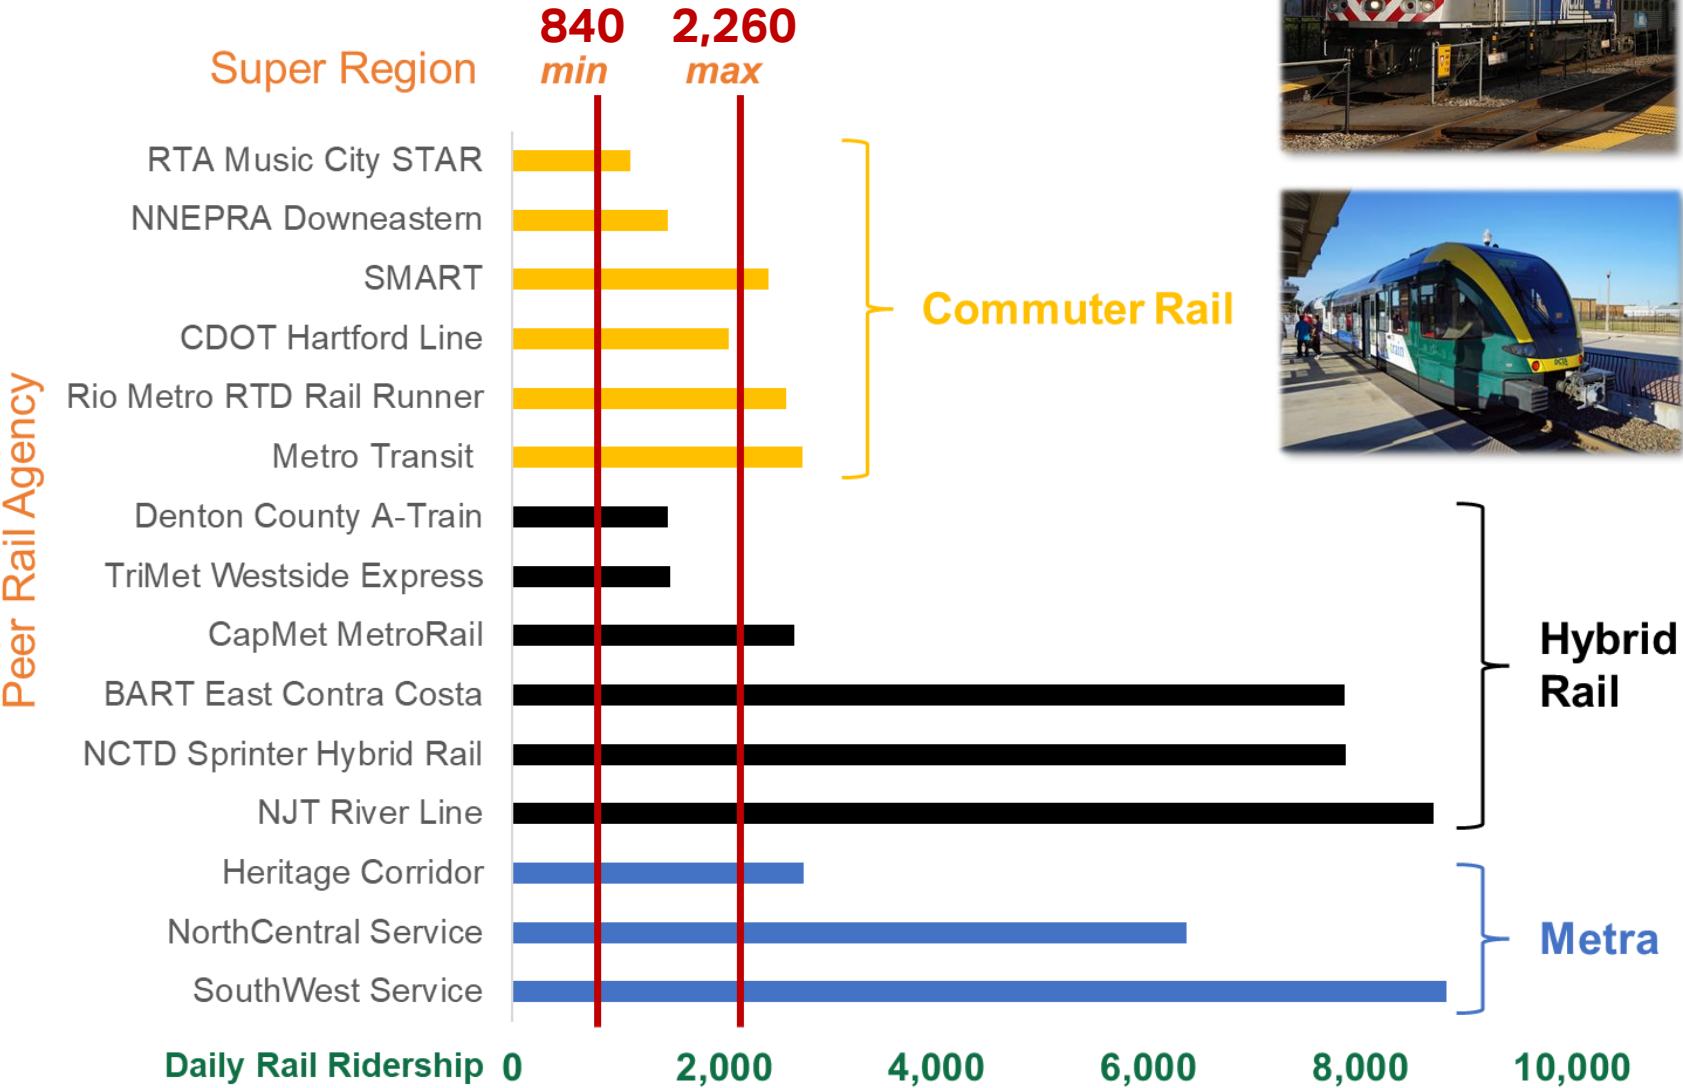 840 2,260
Super Region min max
RTA Music City STAR
NNEPRA Downeastern
SMART
CDOT Hartford Line
Commuter Rail
Rio Metro RTD Rail Runner
Metro Transit
Peer Rail Agency
Denton County A-Train
TriMet Westside Express
CapMet MetroRail
BART East Contra Costa
NCTD Sprinter Hybrid Rail
NJT River Line
Hybrid
Rail
Heritage Corridor
NorthCentral Service
SouthWest Service
Metra
Daily Rail Ridership 0 2,000 4,000 6,000 8,000 10,000